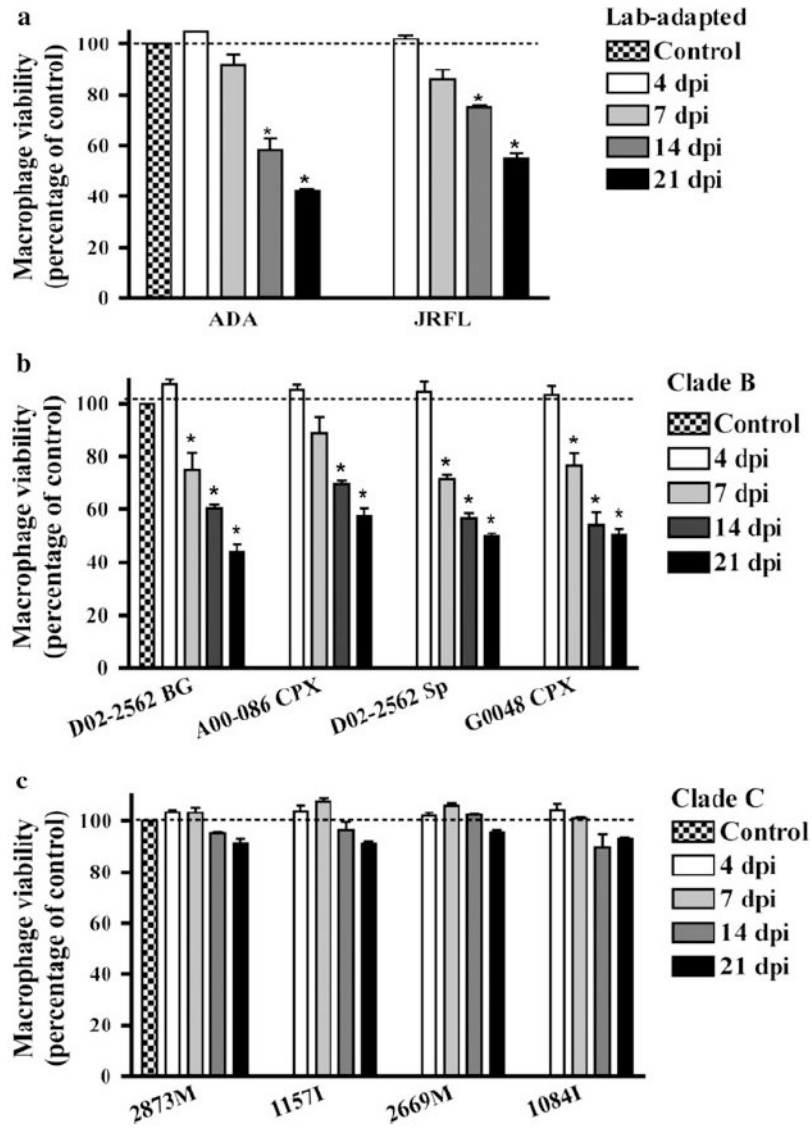 a
Macrophage viability
(percentage of control)
100
80
60
40
20
0
*
*
*
*
ADA
JRFL
Lab-adapted
Control
4 dpi
7 dpi
14 dpi
21 dpi
b
Macrophage viability
(percentage of control)
100
80
60
40
20
0
*
*
*
*
*
*
*
*
*
*
*
D02-2562 BG
A00-086 CPX
D02-2562 Sp
G0048 CPX
Clade B
Control
4 dpi
7 dpi
14 dpi
21 dpi
c
Macrophage viability
(percentage of control)
100
80
60
40
20
0
2873M
1157I
2669M
1084I
Clade C
Control
4 dpi
7 dpi
14 dpi
21 dpi